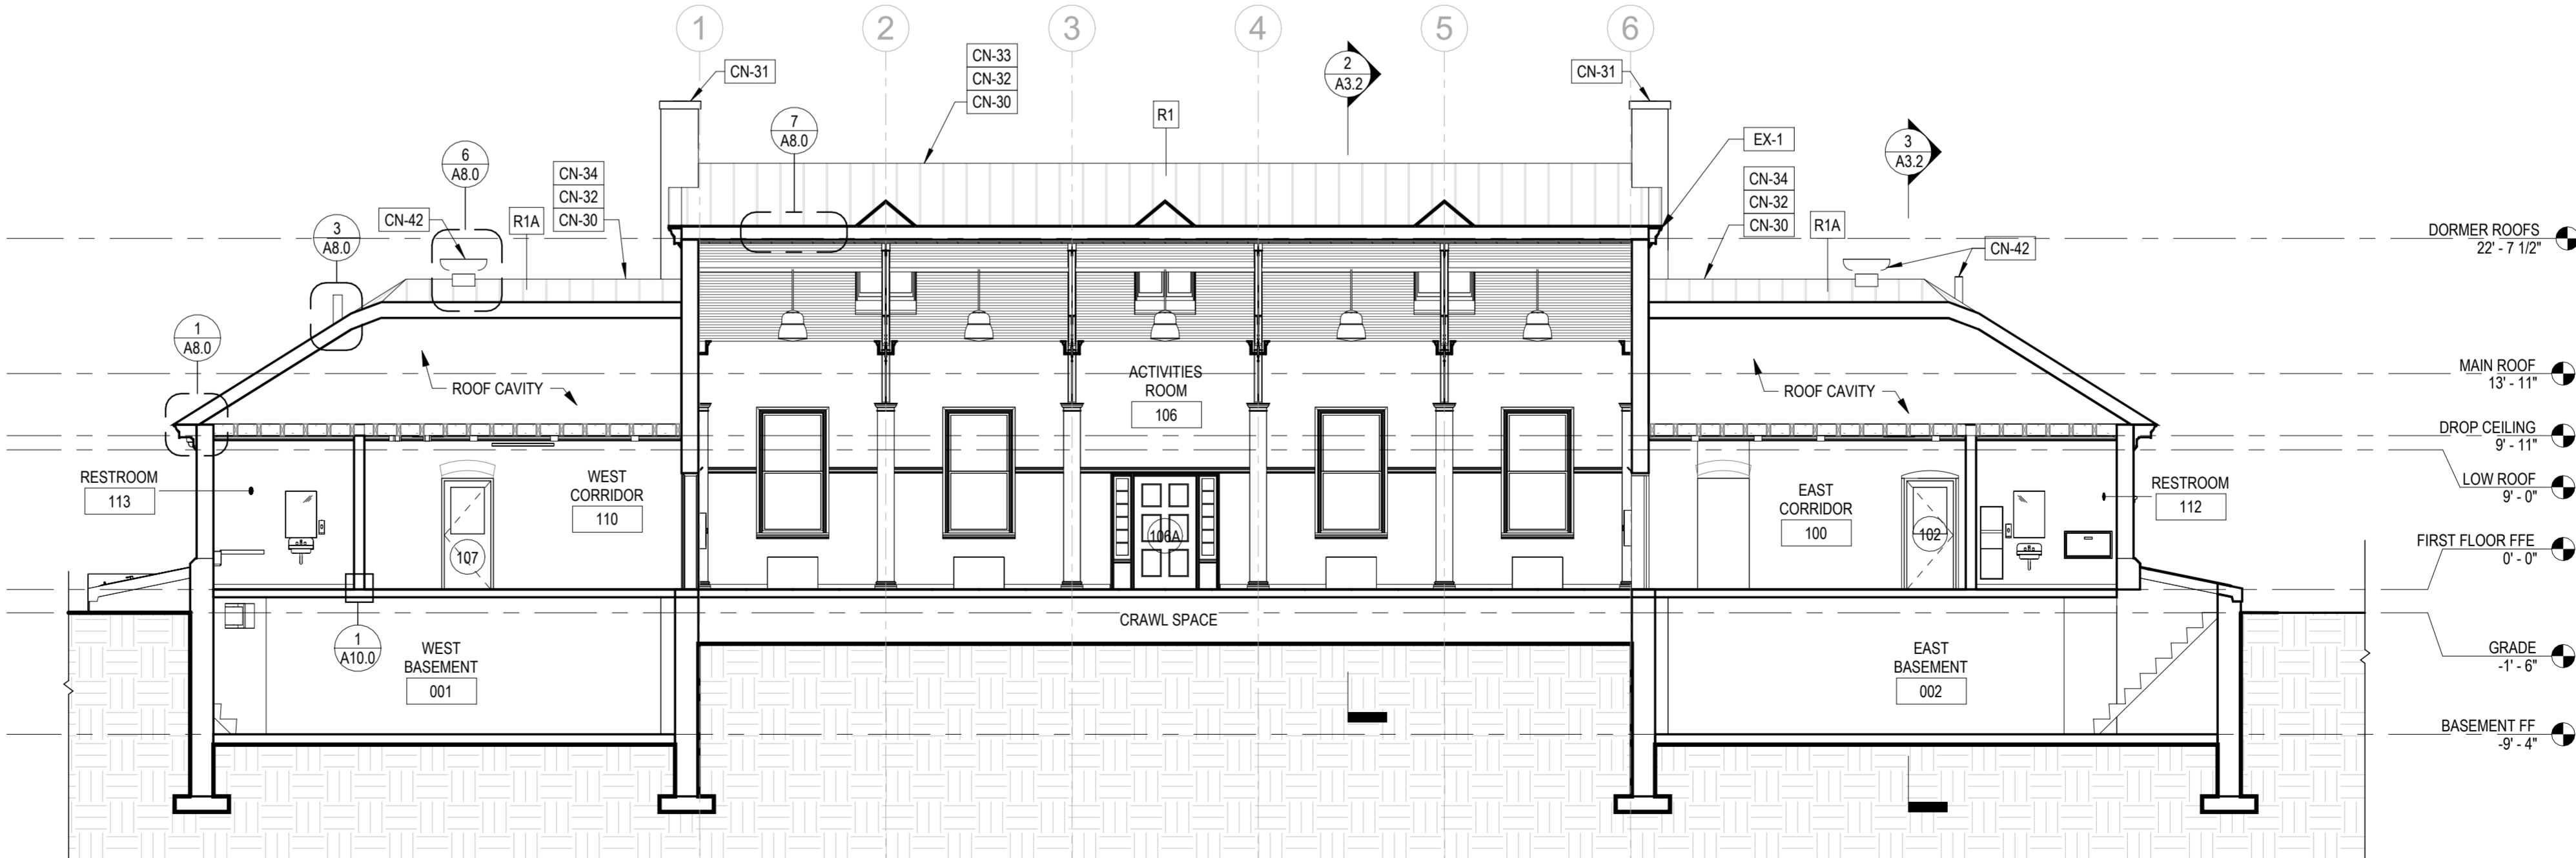 1
2
3
4
5
6
CN-31
CN-33
CN-32
CN-30
2
A3.2
CN-31
7
A8.0
R1
EX-1
3
A3.2
6
A8.0
CN-34
CN-32
CN-30
CN-34
CN-32
CN-30
CN-42
R1A
3
A8.0
R1A
CN-42
DORMER ROOFS
22' - 7 1/2"
1
A8.0
ROOF CAVITY
ACTIVITIES
ROOM
106
ROOF CAVITY
MAIN ROOF
13' - 11"
DROP CEILING
9' - 11"
RESTROOM
113
WEST
CORRIDOR
110
EAST
CORRIDOR
100
RESTROOM
112
LOW ROOF
9' - 0"
107
106A
102
FIRST FLOOR FFE
0' - 0"
CRAWL SPACE
1
A10.0
WEST
BASEMENT
001
EAST
BASEMENT
002
GRADE
-1' - 6"
BASEMENT FF
-9' - 4"